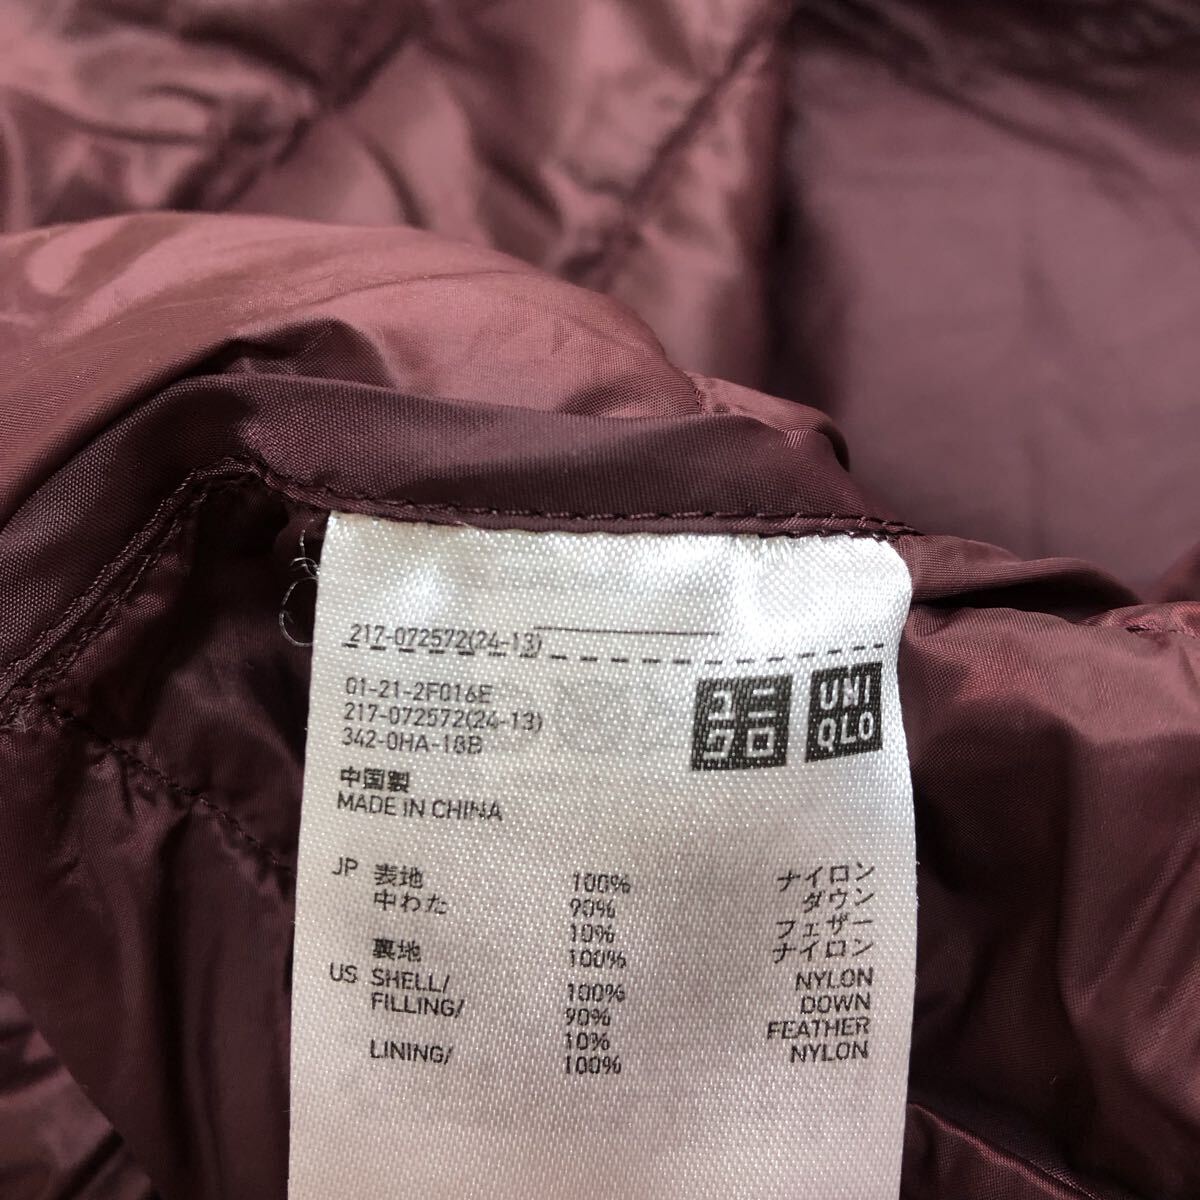 217-072572(24-13)
01-21-2F016E
217-072572(24-13)
342-0HA-18B
ユニ
クロ
UNI
QLO
中国製
MADE IN CHINA
JP 表地 100% ナイロン
中わた 90% ダウン
10% フェザー
裏地 100% ナイロン
US SHELL/ 100% NYLON
FILLING/ 90% DOWN
10% FEATHER
LINING/ 100% NYLON